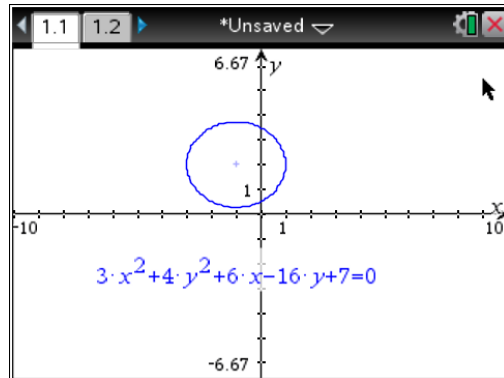 1.1 1.2 *Unsaved
6.67 y
1
x
-10 1 10
3·x²+4·y²+6·x−16·y+7=0
-6.67